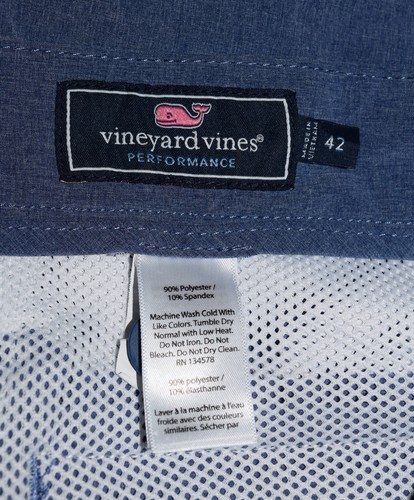 vineyard vines®
PERFORMANCE
MADE IN
VIETNAM
42
90% Polyester /
10% Spandex
Machine Wash Cold With
Like Colors. Tumble Dry
Normal with Low Heat.
Do Not Iron. Do Not
Bleach. Do Not Dry Clean.
RN 134578
90% polyester /
10% élasthanne
Laver à la machine à l'eau
froide avec des couleurs
similaires. Sécher par